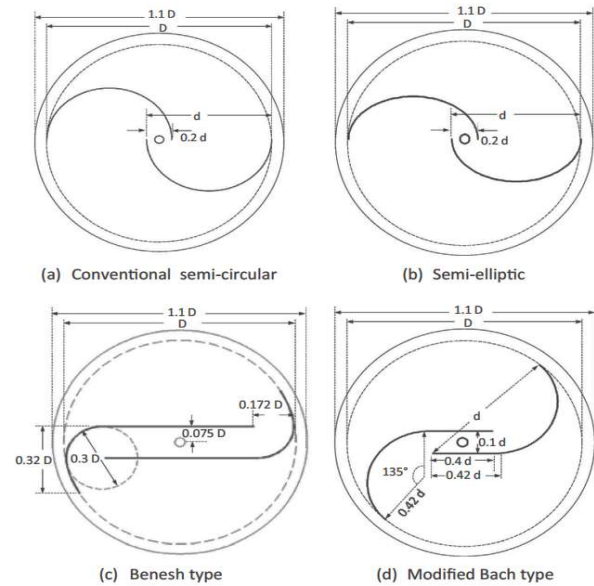 1.1 D
D
d
0.2 d
(a) Conventional semi-circular
1.1 D
D
d
0.2 d
(b) Semi-elliptic
1.1 D
D
0.172 D
0.075 D
0.32 D
0.3 D
(c) Benesh type
1.1 D
D
d
0.1 d
0.4 d
0.42 d
135°
0.42 d
(d) Modified Bach type